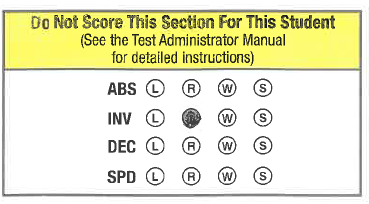 Do Not Score This Section For This Student
(See the Test Administrator Manual
for detailed instructions)
ABS L R W S
INV L W S
DEC L R W S
SPD L R W S